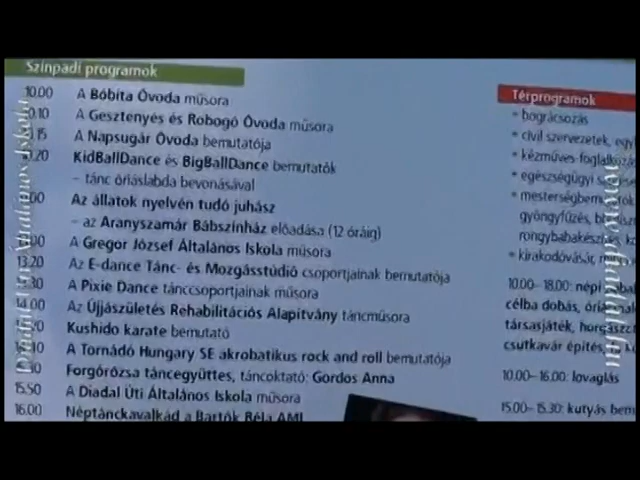 Színpadi programok
10.00 A Bóbita Óvoda műsora
10.10 A Gesztenyés és Robogó Óvoda műsora
A Napsugár Óvoda bemutatója
KidBallDance és BigBallDance bemutatók
– tánc óriáslabda bevonásával
Az állatok nyelvén tudó juhász
– az Aranyszamár Bábszínház előadása (12 óráig)
A Gregor József Általános Iskola műsora
13.20 Az E-dance Tánc- és Mozgásstúdió csoportjainak bemutatója
A Pixie Dance tánccsoportjainak műsora
14.00 Az Újjászületés Rehabilitációs Alapítvány táncműsora
Kushido karate bemutató
A Tornádó Hungary SE akrobatikus rock and roll bemutatója
Forgórózsa táncegyüttes, táncoktató: Gordos Anna
15.50 A Diadal Úti Általános Iskola műsora
16.00 Néptánckavalkád a Bartók Béla AMI
Térprogramok
* bográcsozás
* civil szervezetek,
* kézműves foglalkozás
* egészségügyi
* mesterségbem
gyöngyfűzés,
rongybabakészítés,
* kirakodóvásár,
10.00–18.00: népi
célba dobás,
társasjáték, horgász
csutkavár építés,
10.00–16.00: lovaglás
15.00–15.30: kutyás bem